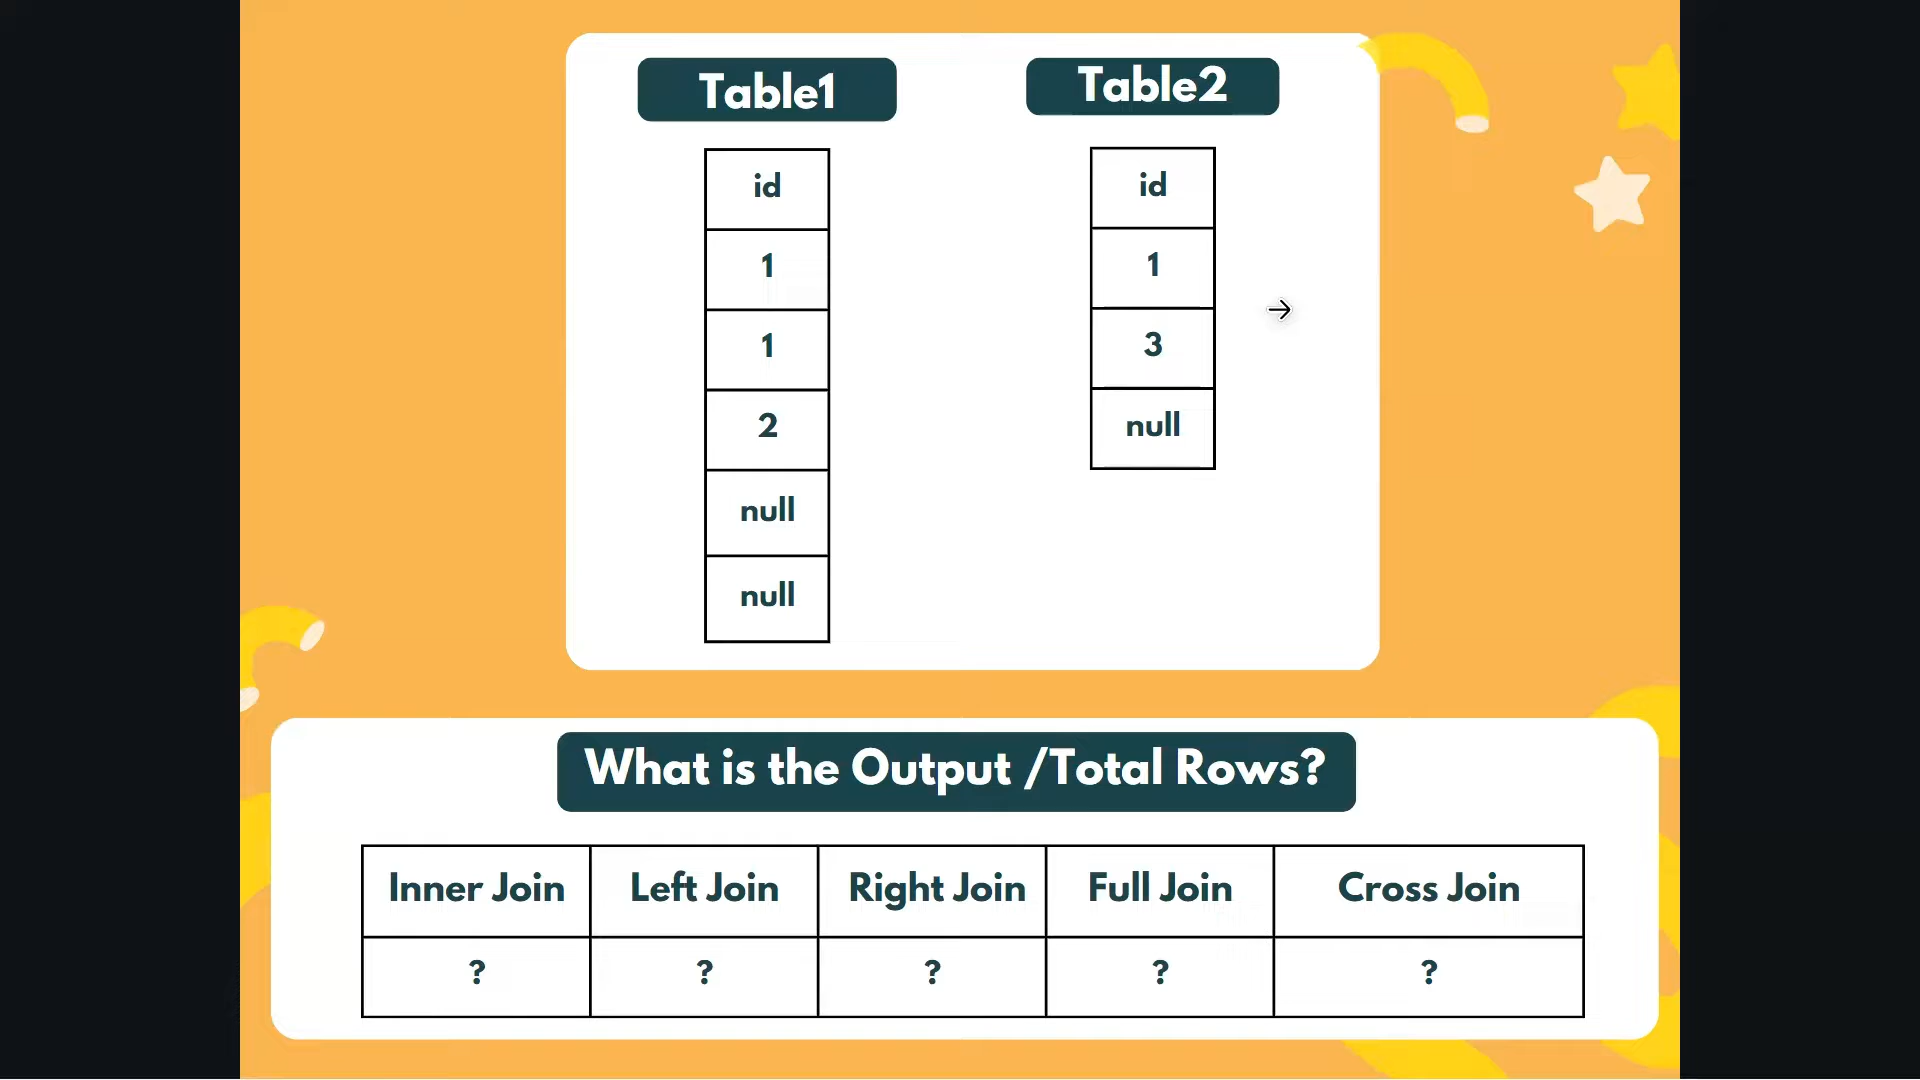 Table1
id
1
1
2
null
null
Table2
id
1
3
null
What is the Output /Total Rows?
Inner Join Left Join Right Join Full Join Cross Join
? ? ? ? ?